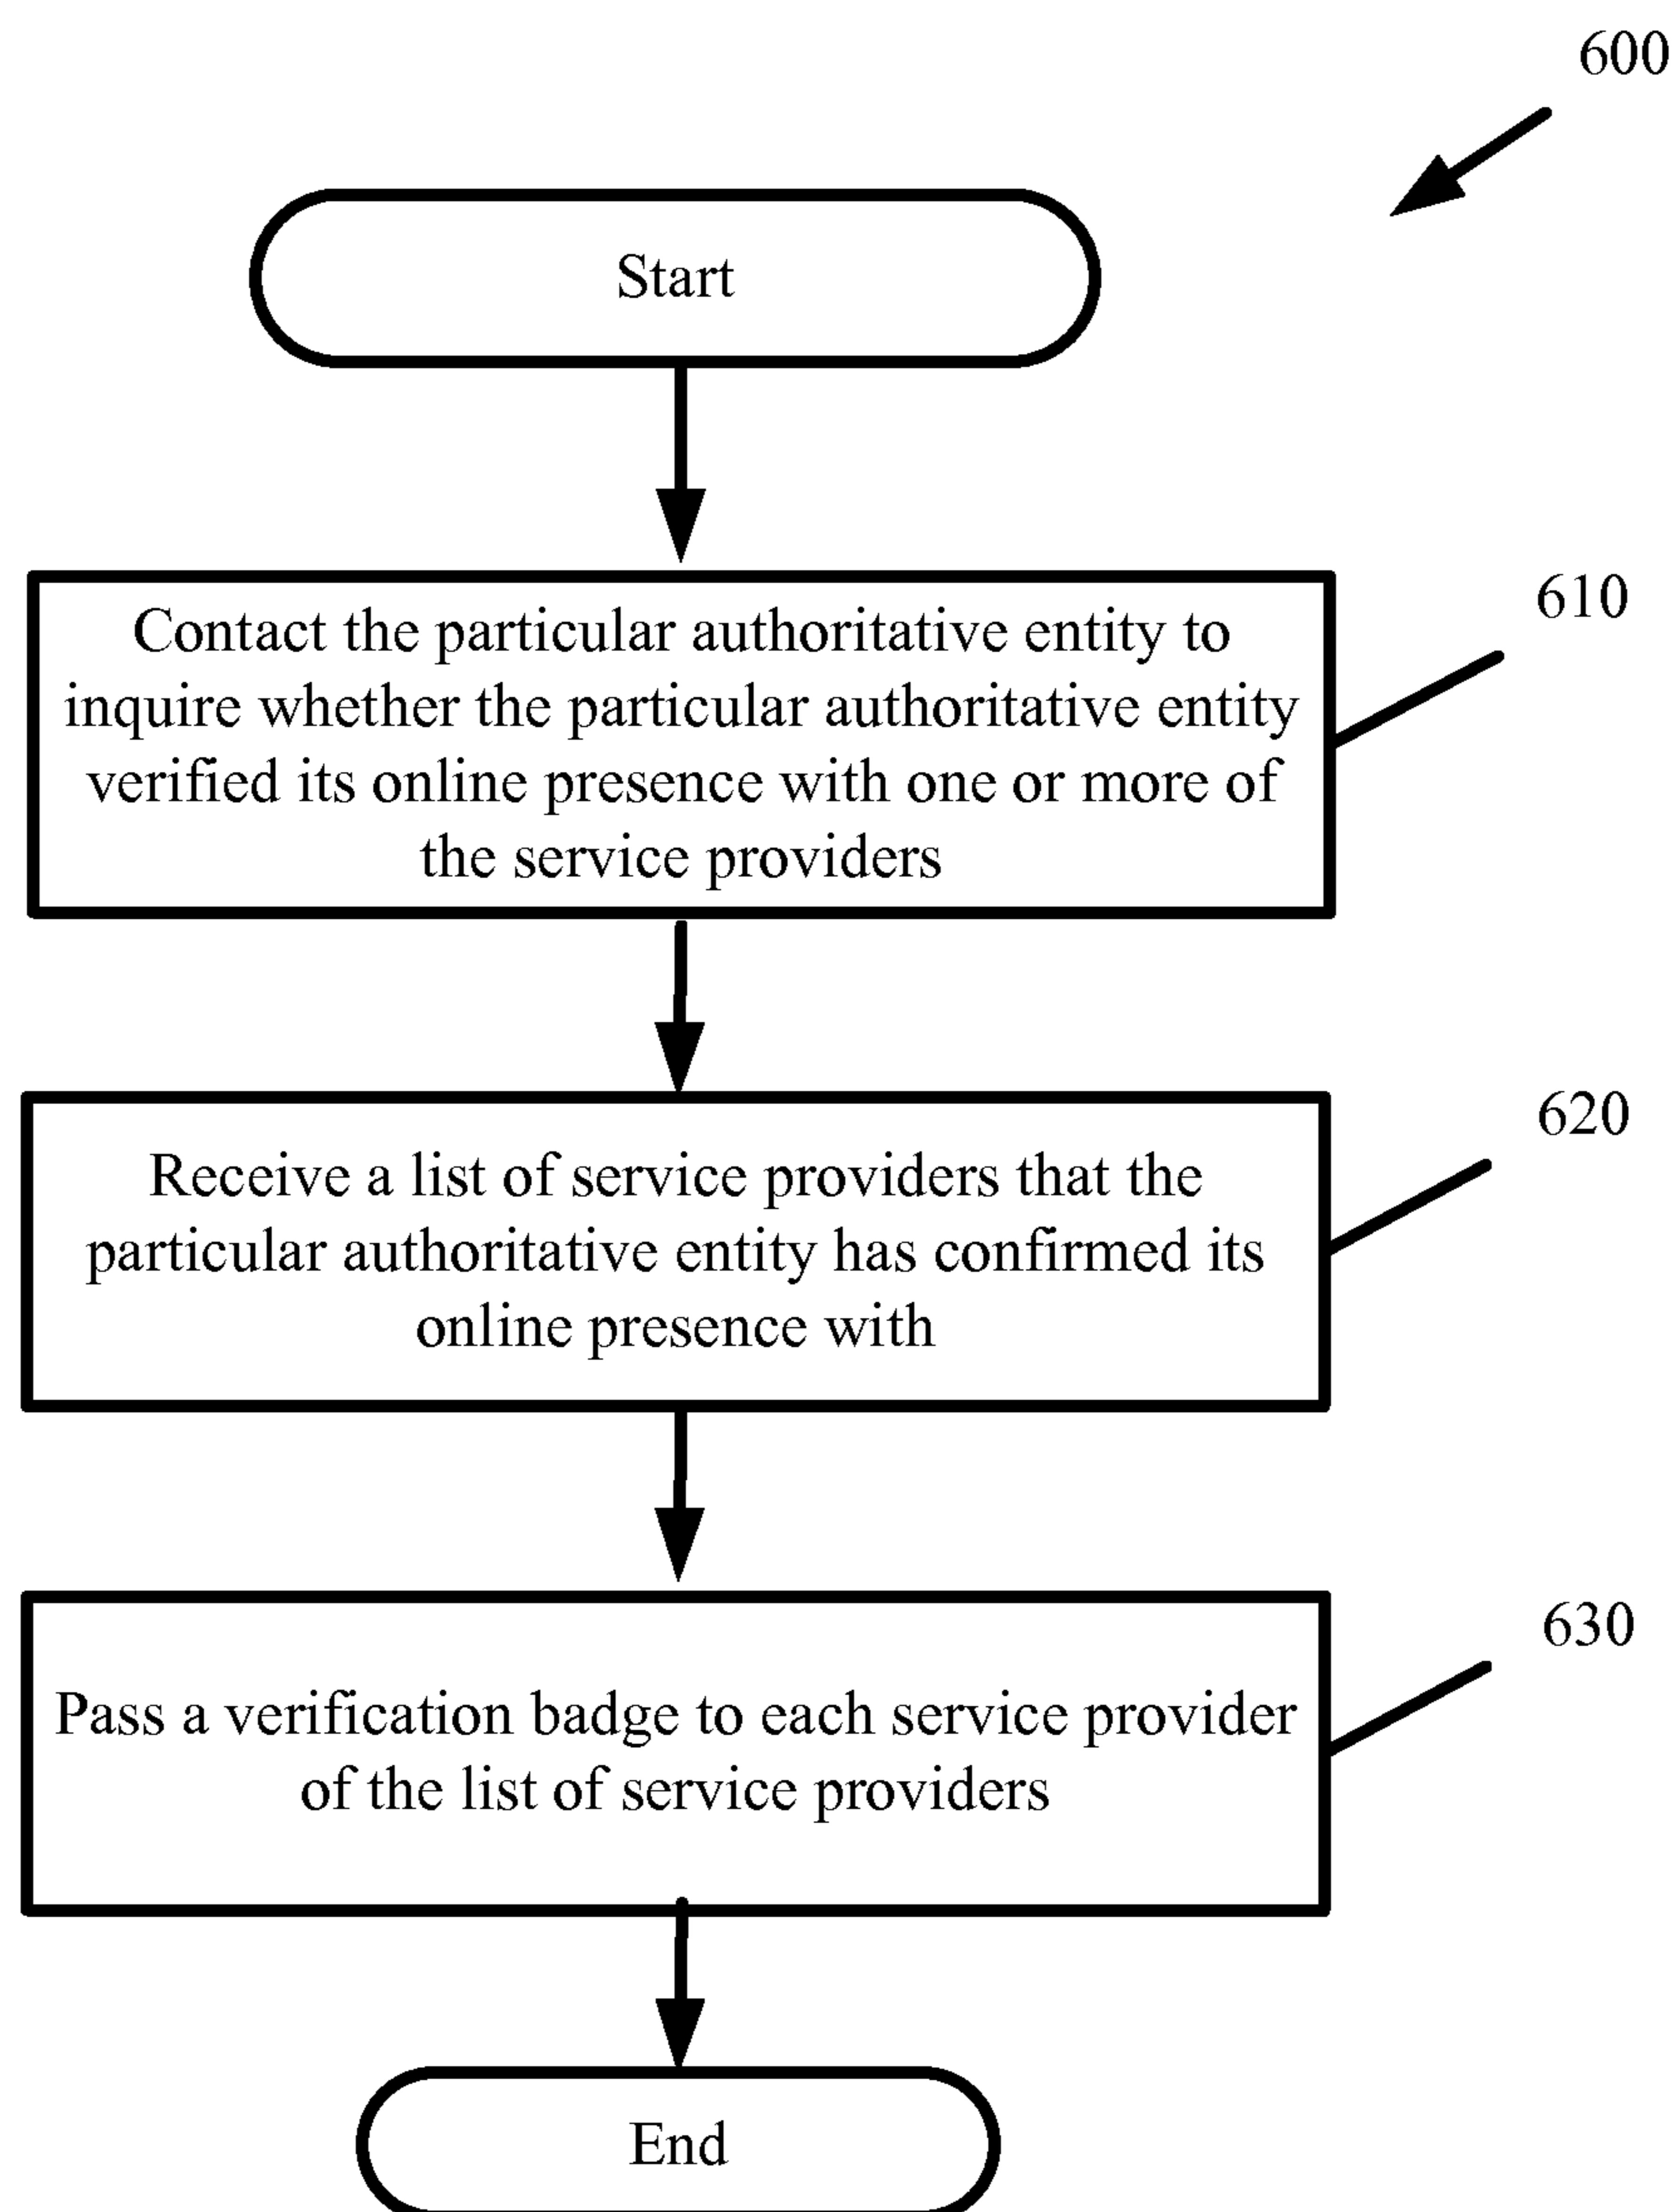 600
Start
Contact the particular authoritative entity to
inquire whether the particular authoritative entity
verified its online presence with one or more of
the service providers
610
Receive a list of service providers that the
particular authoritative entity has confirmed its
online presence with
620
Pass a verification badge to each service provider
of the list of service providers
630
End